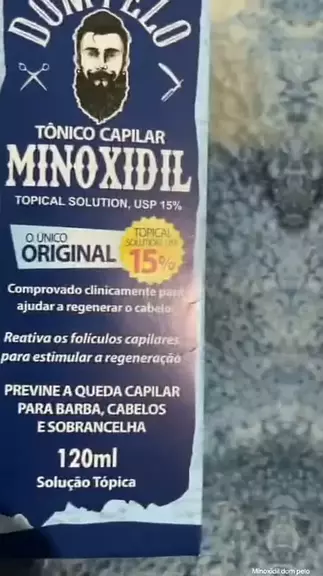 DOM PELO
TÔNICO CAPILAR
MINOXIDIL
TOPICAL SOLUTION, USP 15%
O ÚNICO
ORIGINAL
TOPICAL
SOLUTION, USP
15%
Comprovado clinicamente para
ajudar a regenerar o cabelo
Reativa os folículos capilares
para estimular a regeneração
PREVINE A QUEDA CAPILAR
PARA BARBA, CABELOS
E SOBRANCELHA
120ml
Solução Tópica
Minoxidil dom pelo